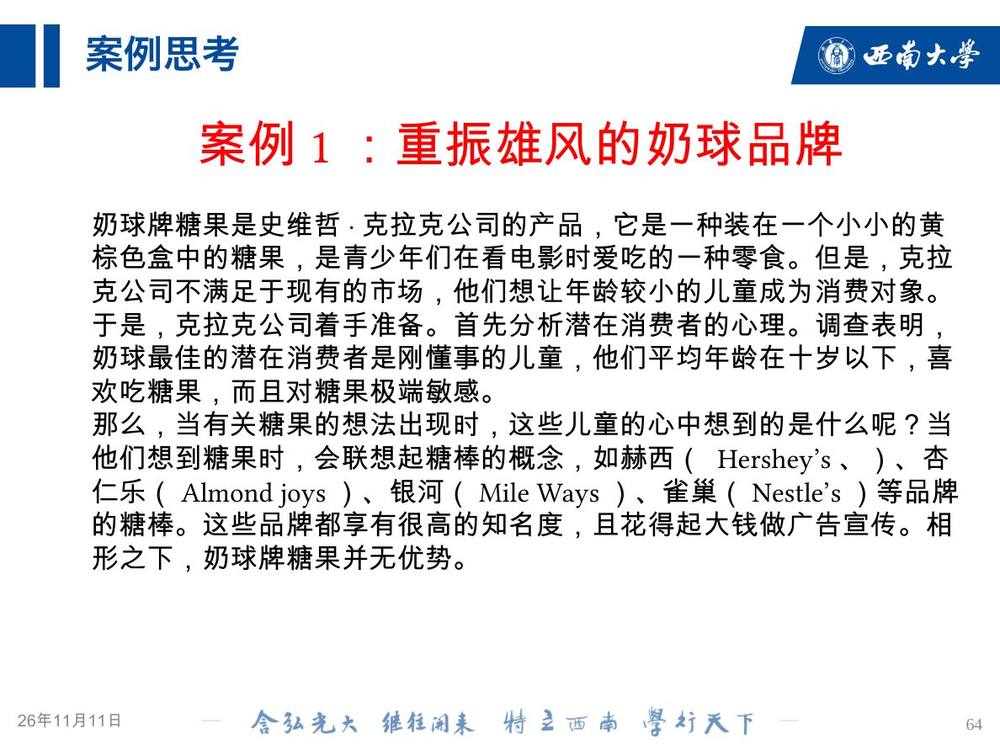 案例思考
西南大学
案例 1 ：重振雄风的奶球品牌
奶球牌糖果是史维哲 · 克拉克公司的产品，它是一种装在一个小小的黄
棕色盒中的糖果，是青少年们在看电影时爱吃的一种零食。但是，克拉
克公司不满足于现有的市场，他们想让年龄较小的儿童成为消费对象。
于是，克拉克公司着手准备。首先分析潜在消费者的心理。调查表明，
奶球最佳的潜在消费者是刚懂事的儿童，他们平均年龄在十岁以下，喜
欢吃糖果，而且对糖果极端敏感。
那么，当有关糖果的想法出现时，这些儿童的心中想到的是什么呢？当
他们想到糖果时，会联想起糖棒的概念，如赫西（ Hershey’s 、）、杏
仁乐（ Almond joys ）、银河（ Mile Ways ）、雀巢（ Nestle’s ）等品牌
的糖棒。这些品牌都享有很高的知名度，且花得起大钱做广告宣传。相
形之下，奶球牌糖果并无优势。
26年11月11日
含弘光大 继往开来 特立西南 学行天下
64